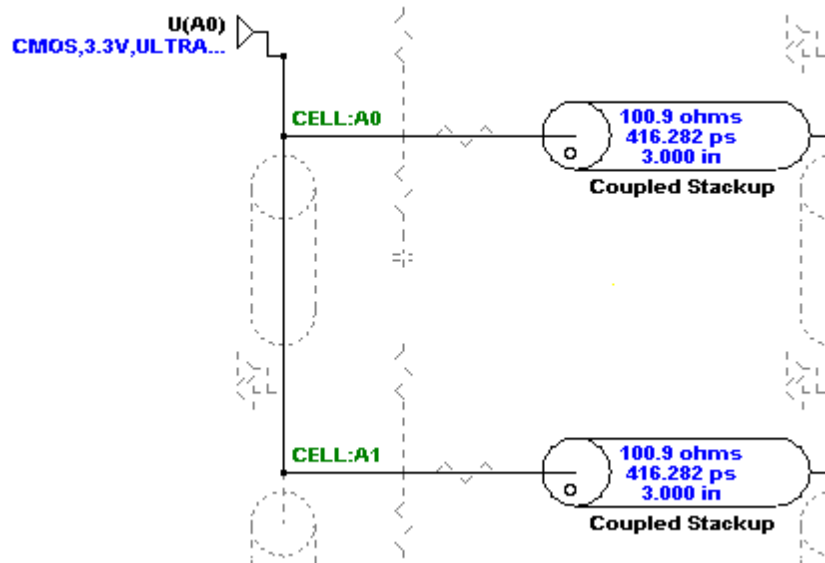 U(A0)
CMOS,3.3V,ULTRA...
CELL:A0
100.9 ohms
416.282 ps
3.000 in
Coupled Stackup
CELL:A1
100.9 ohms
416.282 ps
3.000 in
Coupled Stackup